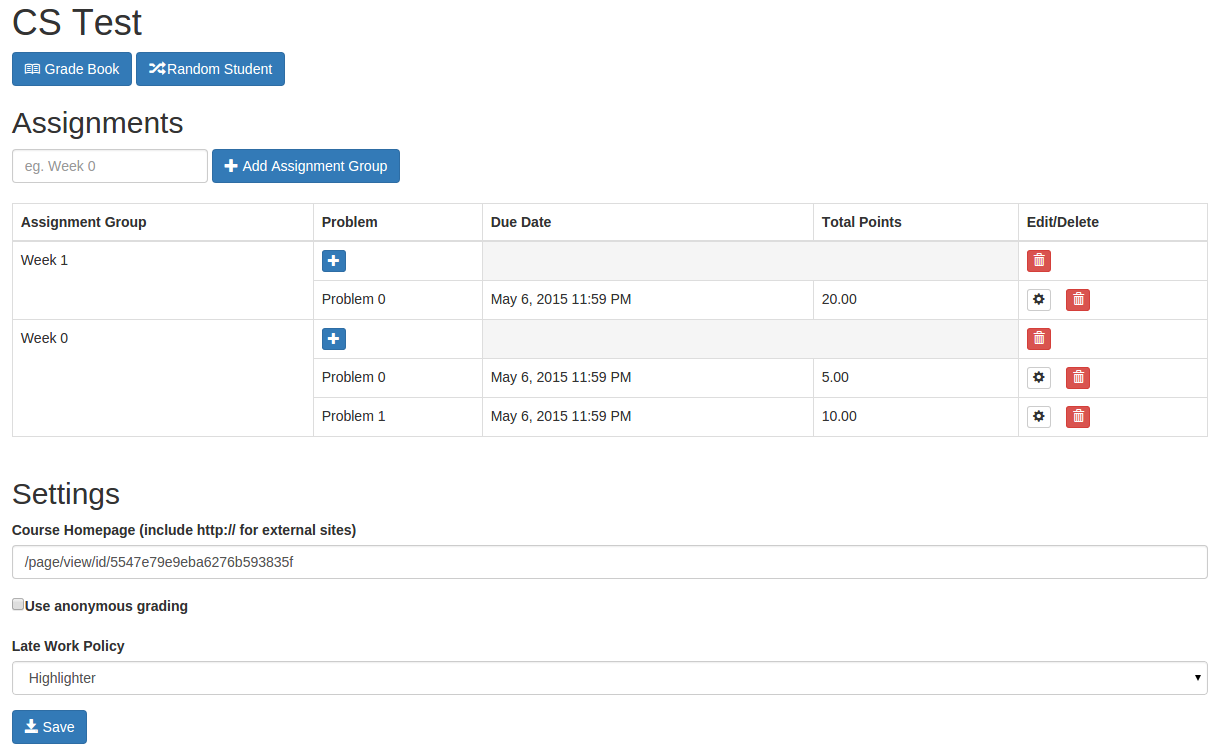 CS Test
Grade Book Random Student
Assignments
eg. Week 0 Add Assignment Group
Assignment Group Problem Due Date Total Points Edit/Delete
Week 1
Problem 0 May 6, 2015 11:59 PM 20.00
Week 0
Problem 0 May 6, 2015 11:59 PM 5.00
Problem 1 May 6, 2015 11:59 PM 10.00
Settings
Course Homepage (include http:// for external sites)
/page/view/id/5547e79e9eba6276b593835f
Use anonymous grading
Late Work Policy
Highlighter
Save